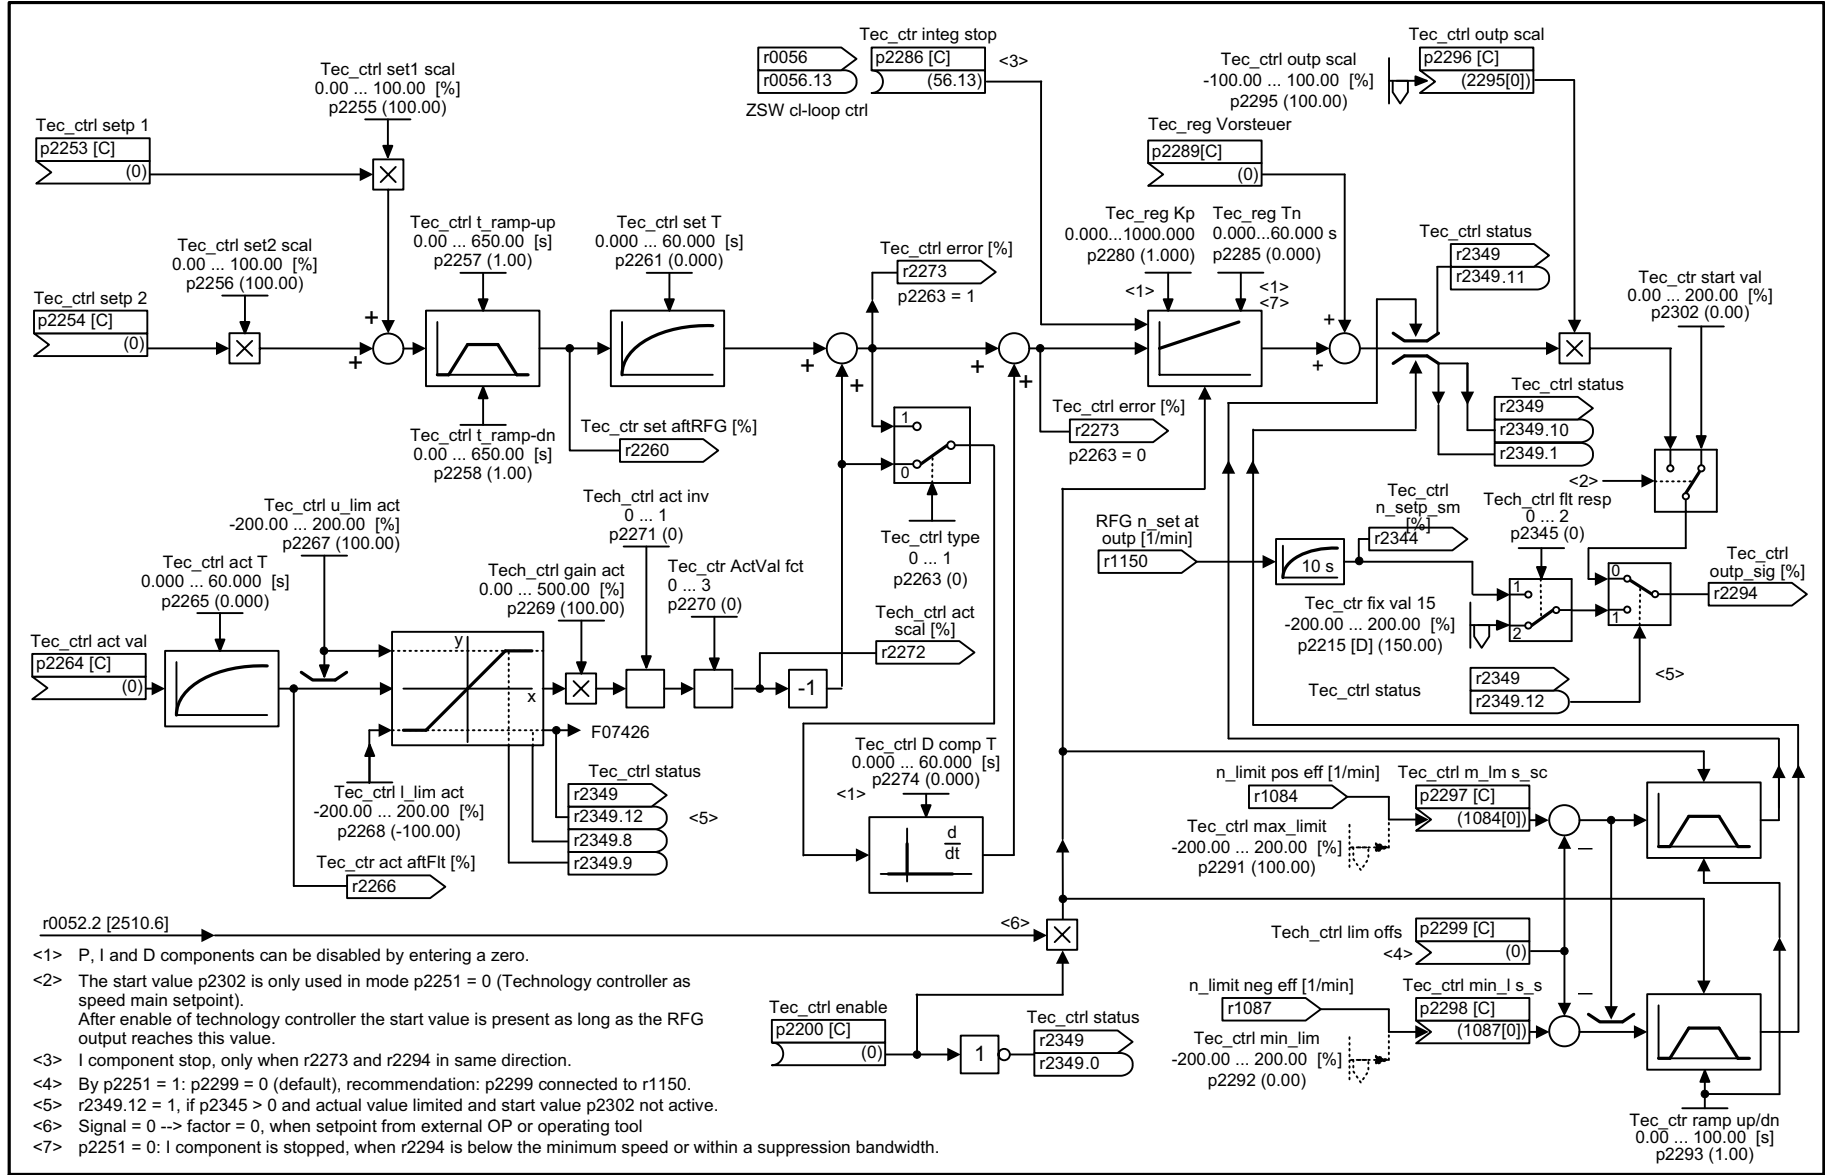 Tec_ctrl set1 scal
0.00 ... 100.00 [%]
p2255 (100.00)
r0056
r0056.13
ZSW cl-loop ctrl
Tec_ctr integ stop
p2286 [C]
(56.13)
<3>
Tec_ctrl outp scal
-100.00 ... 100.00 [%]
p2295 (100.00)
Tec_ctrl outp scal
p2296 [C]
(2295[0])
Tec_ctrl setp 1
p2253 [C]
(0)
Tec_reg Vorsteuer
p2289[C]
(0)
Tec_ctrl set2 scal
0.00 ... 100.00 [%]
p2256 (100.00)
Tec_ctrl t_ramp-up
0.00 ... 650.00 [s]
p2257 (1.00)
Tec_ctrl set T
0.000 ... 60.000 [s]
p2261 (0.000)
Tec_ctrl error [%]
r2273
p2263 = 1
Tec_reg Kp
0.000...1000.000
p2280 (1.000)
<1>
Tec_reg Tn
0.000...60.000 s
p2285 (0.000)
<1>
<7>
Tec_ctrl status
r2349
r2349.11
Tec_ctr start val
0.00 ... 200.00 [%]
p2302 (0.00)
Tec_ctrl setp 2
p2254 [C]
(0)
+
+
+
+
+
+
+
+
Tec_ctrl t_ramp-dn
0.00 ... 650.00 [s]
p2258 (1.00)
Tec_ctr set aftRFG [%]
r2260
1
0
Tec_ctrl type
0 ... 1
p2263 (0)
Tec_ctrl error [%]
r2273
p2263 = 0
Tec_ctrl status
r2349
r2349.10
r2349.1
<2>
Tec_ctrl u_lim act
-200.00 ... 200.00 [%]
p2267 (100.00)
Tech_ctrl act inv
0 ... 1
p2271 (0)
RFG n_set at
outp [1/min]
r1150
10 s
Tec_ctrl
n_setp_sm
[%]
r2344
Tech_ctrl flt resp
0 ... 2
p2345 (0)
1
2
0
1
Tec_ctrl
outp_sig [%]
r2294
Tec_ctrl act T
0.000 ... 60.000 [s]
p2265 (0.000)
Tech_ctrl gain act
0.00 ... 500.00 [%]
p2269 (100.00)
Tec_ctr ActVal fct
0 ... 3
p2270 (0)
Tech_ctrl act
scal [%]
r2272
Tec_ctr fix val 15
-200.00 ... 200.00 [%]
p2215 [D] (150.00)
Tec_ctrl act val
p2264 [C]
(0)
y
x
-1
Tec_ctrl status
r2349
r2349.12
<5>
F07426
Tec_ctrl l_lim act
-200.00 ... 200.00 [%]
p2268 (-100.00)
Tec_ctr act aftFlt [%]
r2266
Tec_ctrl status
r2349
r2349.12
r2349.8
r2349.9
<5>
Tec_ctrl D comp T
0.000 ... 60.000 [s]
p2274 (0.000)
<1>
d
dt
n_limit pos eff [1/min]
r1084
Tec_ctrl max_limit
-200.00 ... 200.00 [%]
p2291 (100.00)
Tec_ctrl m_lm s_sc
p2297 [C]
(1084[0])
_
r0052.2 [2510.6]
<6>
Tech_ctrl lim offs
<4>
p2299 [C]
(0)
n_limit neg eff [1/min]
r1087
Tec_ctrl min_lim
-200.00 ... 200.00 [%]
p2292 (0.00)
Tec_ctrl min_l s_s
p2298 [C]
(1087[0])
_
Tec_ctrl enable
p2200 [C]
(0)
1
Tec_ctrl status
r2349
r2349.0
Tec_ctr ramp up/dn
0.00 ... 100.00 [s]
p2293 (1.00)
<1> P, I and D components can be disabled by entering a zero.
<2> The start value p2302 is only used in mode p2251 = 0 (Technology controller as
speed main setpoint).
After enable of technology controller the start value is present as long as the RFG
output reaches this value.
<3> I component stop, only when r2273 and r2294 in same direction.
<4> By p2251 = 1: p2299 = 0 (default), recommendation: p2299 connected to r1150.
<5> r2349.12 = 1, if p2345 > 0 and actual value limited and start value p2302 not active.
<6> Signal = 0 --> factor = 0, when setpoint from external OP or operating tool
<7> p2251 = 0: I component is stopped, when r2294 is below the minimum speed or within a suppression bandwidth.